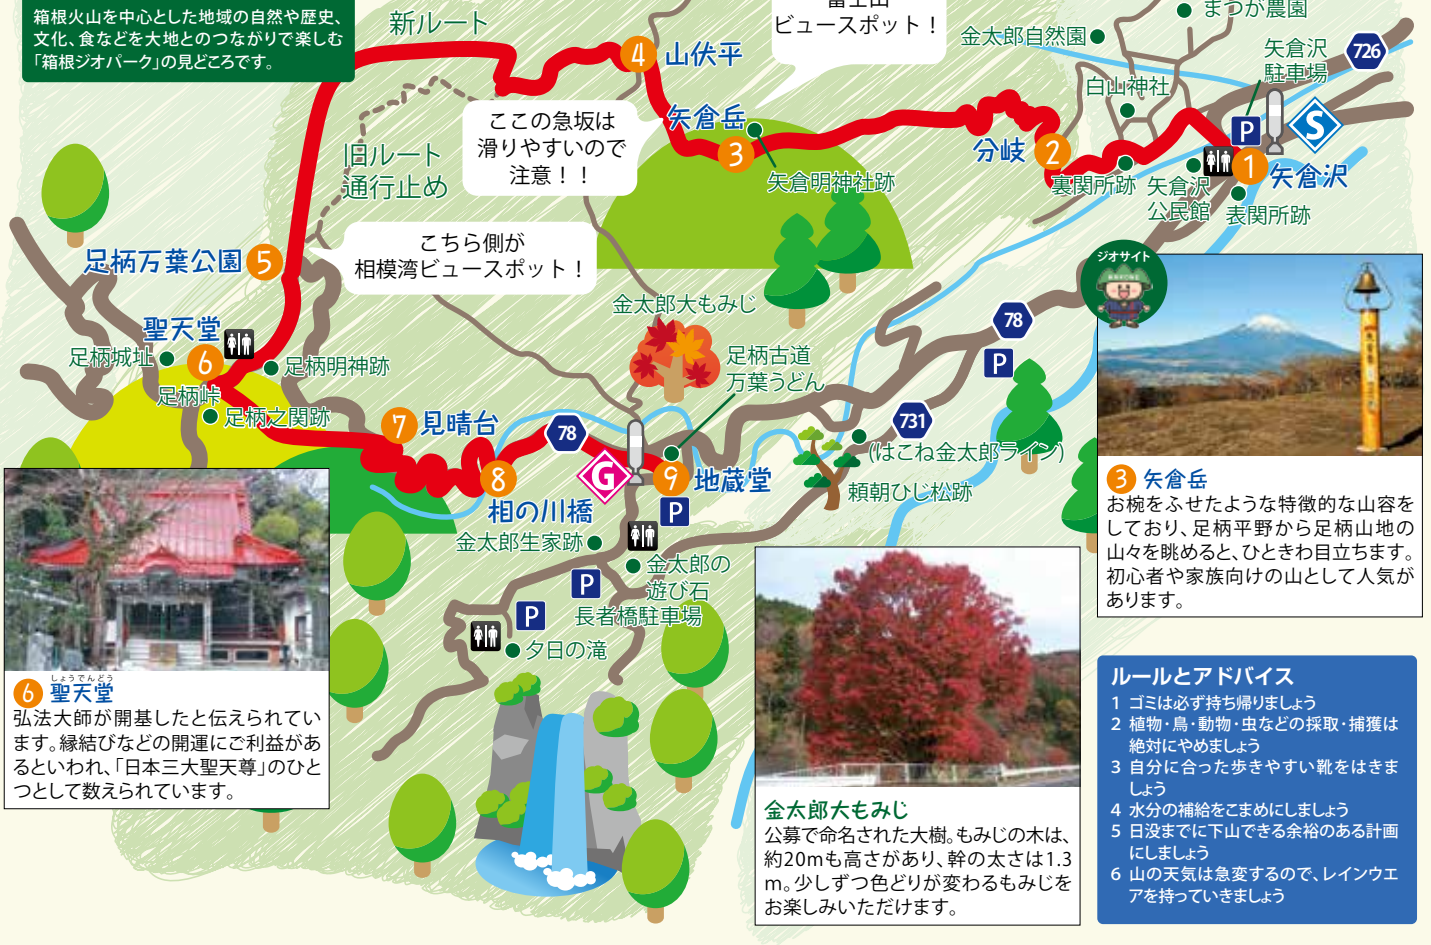 箱根火山を中心とした地域の自然や歴史、
文化、食などを大地とのつながりで楽しむ
「箱根ジオパーク」の見どころです。
新ルート
4 山伏平
ビュースポット！
まつが農園
金太郎自然園
矢倉沢
駐車場
726
白山神社
P
S
ここの急坂は
滑りやすいので
注意！！
矢倉岳
3
矢倉明神社跡
分岐 2
裏関所跡
矢倉沢
公民館
1 矢倉沢
表関所跡
旧ルート
通行止め
こちら側が
相模湾ビュースポット！
足柄万葉公園 5
聖天堂
6
足柄城址
足柄明神跡
足柄峠
足柄之関跡
金太郎大もみじ
足柄古道
万葉うどん
78
P
731
(はこね金太郎ライン)
頼朝ひじ松跡
7 見晴台
78
8
相の川橋
G
9 地蔵堂
P
金太郎生家跡
金太郎の
遊び石
P
長者橋駐車場
P
夕日の滝
ジオサイト
3 矢倉岳
お椀をふせたような特徴的な山容を
しており、足柄平野から足柄山地の
山々を眺めると、ひときわ目立ちます。
初心者や家族向けの山として人気が
あります。
しょうでんどう
6 聖天堂
弘法大師が開基したと伝えられてい
ます。縁結びなどの開運にご利益があ
るといわれ、「日本三大聖天尊」のひと
つとして数えられています。
金太郎大もみじ
公募で命名された大樹。もみじの木は、
約20mも高さがあり、幹の太さは1.3
m。少しずつ色どりが変わるもみじを
お楽しみいただけます。
ルールとアドバイス
1 ゴミは必ず持ち帰りましょう
2 植物・鳥・動物・虫などの採取・捕獲は
絶対にやめましょう
3 自分に合った歩きやすい靴をはきま
しょう
4 水分の補給をこまめにしましょう
5 日没までに下山できる余裕のある計画
にしましょう
6 山の天気は急変するので、レインウエ
アを持っていきましょう